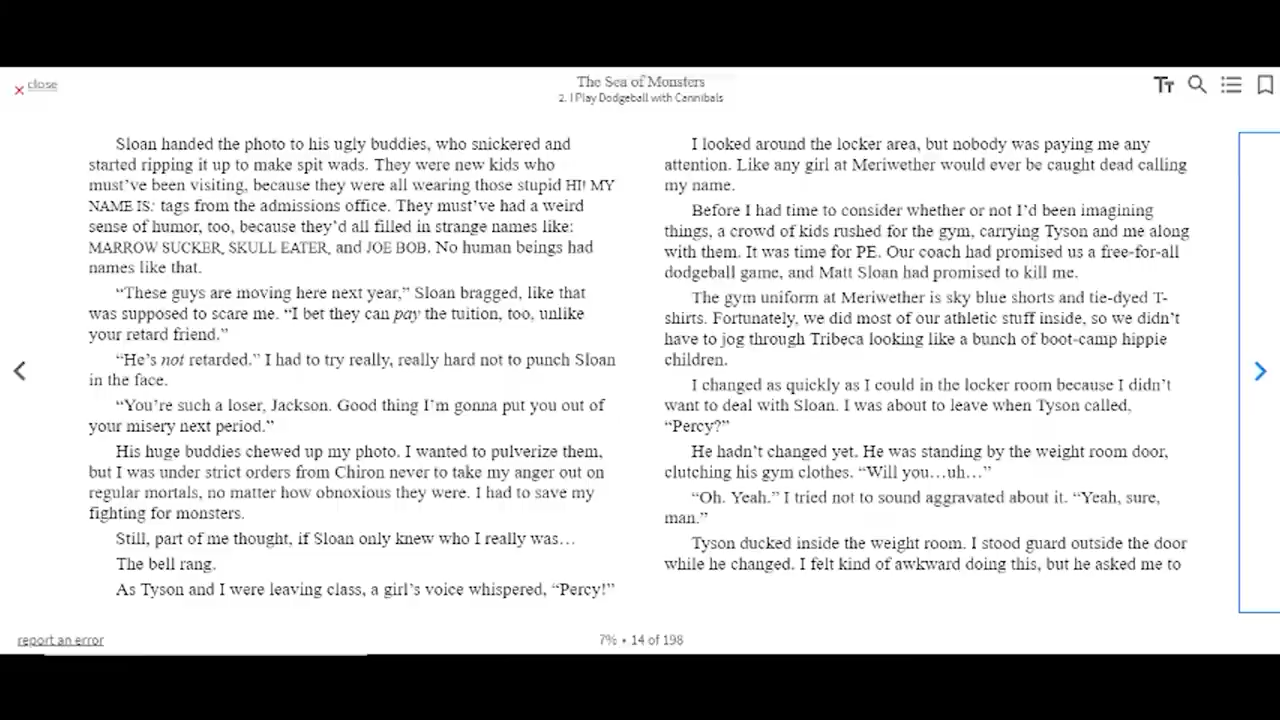 close
The Sea of Monsters
2. I Play Dodgeball with Cannibals
Tт
Sloan handed the photo to his ugly buddies, who snickered and
started ripping it up to make spit wads. They were new kids who
must’ve been visiting, because they were all wearing those stupid HI! MY
NAME IS: tags from the admissions office. They must’ve had a weird
sense of humor, too, because they’d all filled in strange names like:
MARROW SUCKER, SKULL EATER, and JOE BOB. No human beings had
names like that.
“These guys are moving here next year,” Sloan bragged, like that
was supposed to scare me. “I bet they can pay the tuition, too, unlike
your retard friend.”
“He’s not retarded.” I had to try really, really hard not to punch Sloan
in the face.
“You’re such a loser, Jackson. Good thing I’m gonna put you out of
your misery next period.”
His huge buddies chewed up my photo. I wanted to pulverize them,
but I was under strict orders from Chiron never to take my anger out on
regular mortals, no matter how obnoxious they were. I had to save my
fighting for monsters.
Still, part of me thought, if Sloan only knew who I really was…
The bell rang.
As Tyson and I were leaving class, a girl’s voice whispered, “Percy!”
I looked around the locker area, but nobody was paying me any
attention. Like any girl at Meriwether would ever be caught dead calling
my name.
Before I had time to consider whether or not I’d been imagining
things, a crowd of kids rushed for the gym, carrying Tyson and me along
with them. It was time for PE. Our coach had promised us a free-for-all
dodgeball game, and Matt Sloan had promised to kill me.
The gym uniform at Meriwether is sky blue shorts and tie-dyed T-
shirts. Fortunately, we did most of our athletic stuff inside, so we didn’t
have to jog through Tribeca looking like a bunch of boot-camp hippie
children.
I changed as quickly as I could in the locker room because I didn’t
want to deal with Sloan. I was about to leave when Tyson called,
“Percy?”
He hadn’t changed yet. He was standing by the weight room door,
clutching his gym clothes. “Will you…uh…”
“Oh. Yeah.” I tried not to sound aggravated about it. “Yeah, sure,
man.”
Tyson ducked inside the weight room. I stood guard outside the door
while he changed. I felt kind of awkward doing this, but he asked me to
report an error
7% • 14 of 198